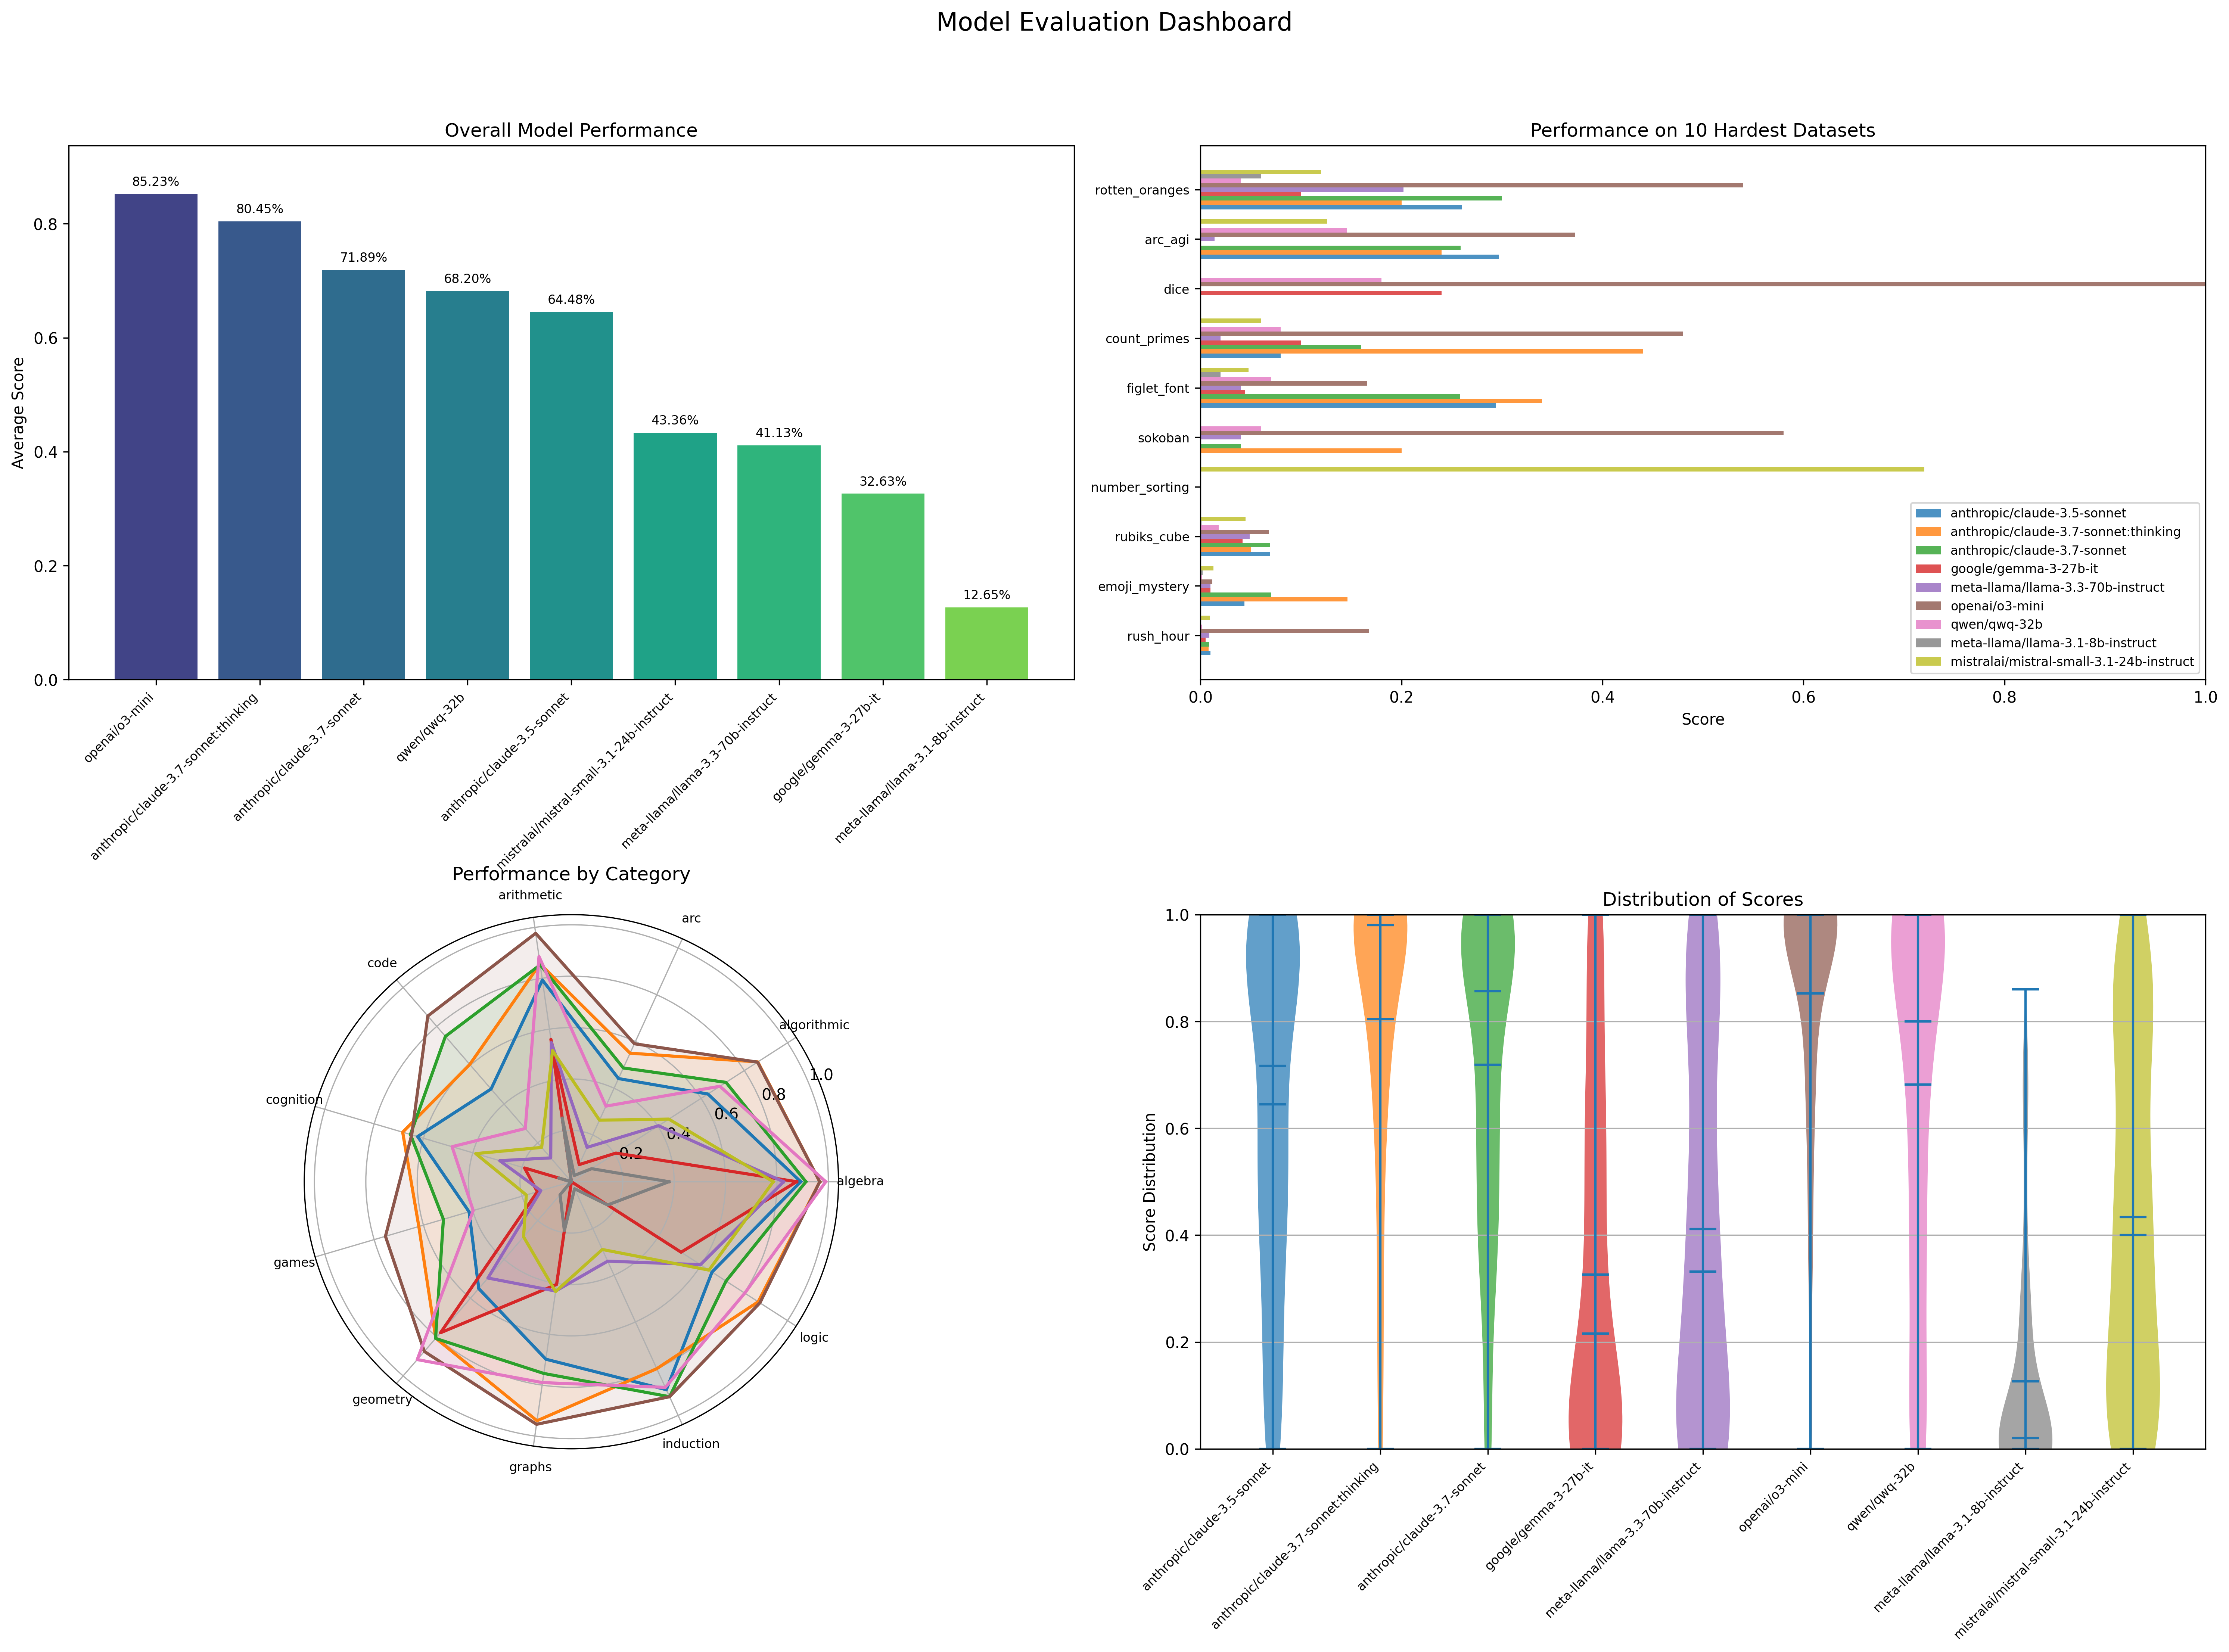 Model Evaluation Dashboard
Overall Model Performance
Average Score
0.8
0.6
0.4
0.2
0.0
85.23%
80.45%
71.89%
68.20%
64.48%
43.36%
41.13%
32.63%
12.65%
openai/o3-mini
anthropic/claude-3.7-sonnet:thinking
anthropic/claude-3.7-sonnet
qwen/qwq-32b
anthropic/claude-3.5-sonnet
mistralai/mistral-small-3.1-24b-instruct
meta-llama/llama-3.3-70b-instruct
google/gemma-3-27b-it
meta-llama/llama-3.1-8b-instruct
Performance on 10 Hardest Datasets
rotten_oranges
arc_agi
dice
count_primes
figlet_font
sokoban
number_sorting
rubiks_cube
emoji_mystery
rush_hour
anthropic/claude-3.5-sonnet
anthropic/claude-3.7-sonnet:thinking
anthropic/claude-3.7-sonnet
google/gemma-3-27b-it
meta-llama/llama-3.3-70b-instruct
openai/o3-mini
qwen/qwq-32b
meta-llama/llama-3.1-8b-instruct
mistralai/mistral-small-3.1-24b-instruct
0.0
0.2
0.4
0.6
0.8
1.0
Score
Performance by Category
arithmetic
arc
code
algorithmic
cognition
algebra
games
logic
geometry
induction
graphs
1.0
0.8
0.6
0.4
0.2
Distribution of Scores
Score Distribution
1.0
0.8
0.6
0.4
0.2
0.0
anthropic/claude-3.5-sonnet
anthropic/claude-3.7-sonnet:thinking
anthropic/claude-3.7-sonnet
google/gemma-3-27b-it
meta-llama/llama-3.3-70b-instruct
openai/o3-mini
qwen/qwq-32b
meta-llama/llama-3.1-8b-instruct
mistralai/mistral-small-3.1-24b-instruct